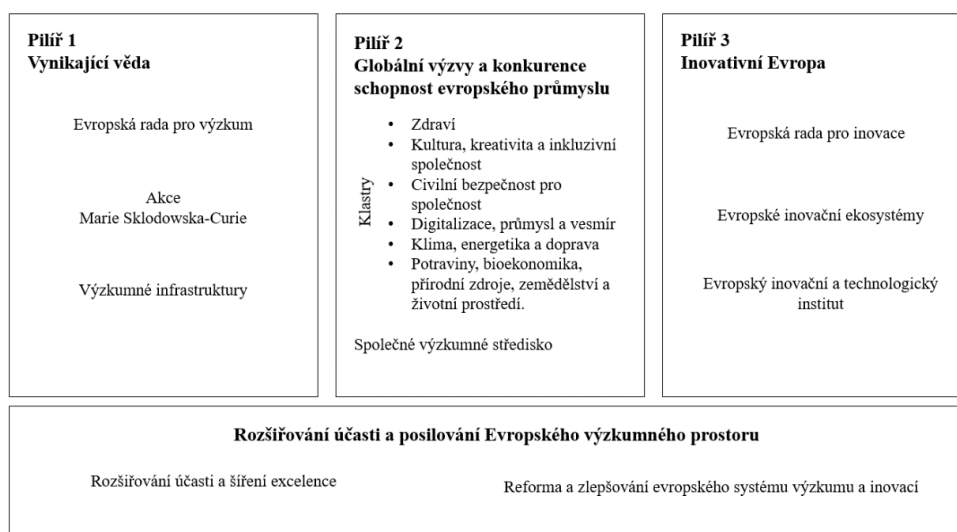 Pilíř 1
Vynikající věda
Evropská rada pro výzkum
Akce
Marie Sklodowska-Curie
Výzkumné infrastruktury
Pilíř 2
Globální výzvy a konkurence
schopnost evropského průmyslu
Klastry
• Zdraví
• Kultura, kreativita a inkluzivní
společnost
• Civilní bezpečnost pro
společnost
• Digitalizace, průmysl a vesmír
• Klima, energetika a doprava
• Potraviny, bioekonomika,
přírodní zdroje, zemědělství a
životní prostředí.
Společné výzkumné středisko
Pilíř 3
Inovativní Evropa
Evropská rada pro inovace
Evropské inovační ekosystémy
Evropský inovační a technologický
institut
Rozšiřování účasti a posilování Evropského výzkumného prostoru
Rozšiřování účasti a šíření excelence
Reforma a zlepšování evropského systému výzkumu a inovací